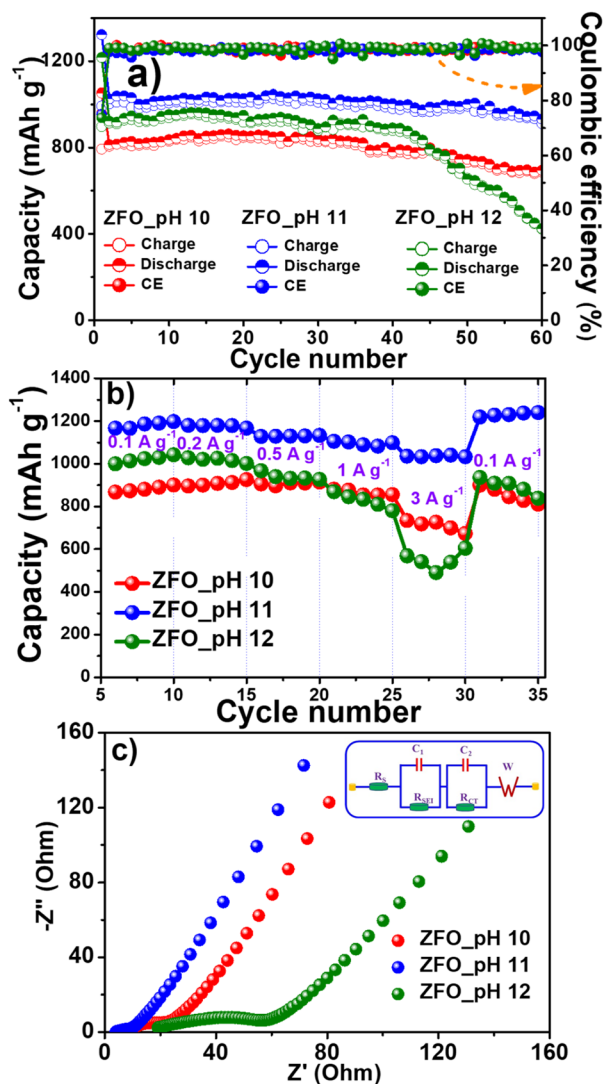 a)
Capacity (mAh g⁻¹)
1200
800
400
0
Coulombic efficiency (%)
100
80
60
40
20
0
ZFO_pH 10
Charge
Discharge
CE
ZFO_pH 11
Charge
Discharge
CE
ZFO_pH 12
Charge
Discharge
CE
0 10 20 30 40 50 60
Cycle number
b)
Capacity (mAh g⁻¹)
1400
1200
1000
800
600
400
200
0
0.1 A g⁻¹
0.2 A g⁻¹
0.5 A g⁻¹
1 A g⁻¹
3 A g⁻¹
0.1 A g⁻¹
ZFO_pH 10
ZFO_pH 11
ZFO_pH 12
5 10 15 20 25 30 35
Cycle number
c)
-Z'' (Ohm)
160
120
80
40
0
C₁
C₂
W
R_S
R_SEI
R_CT
ZFO_pH 10
ZFO_pH 11
ZFO_pH 12
0 40 80 120 160
Z' (Ohm)